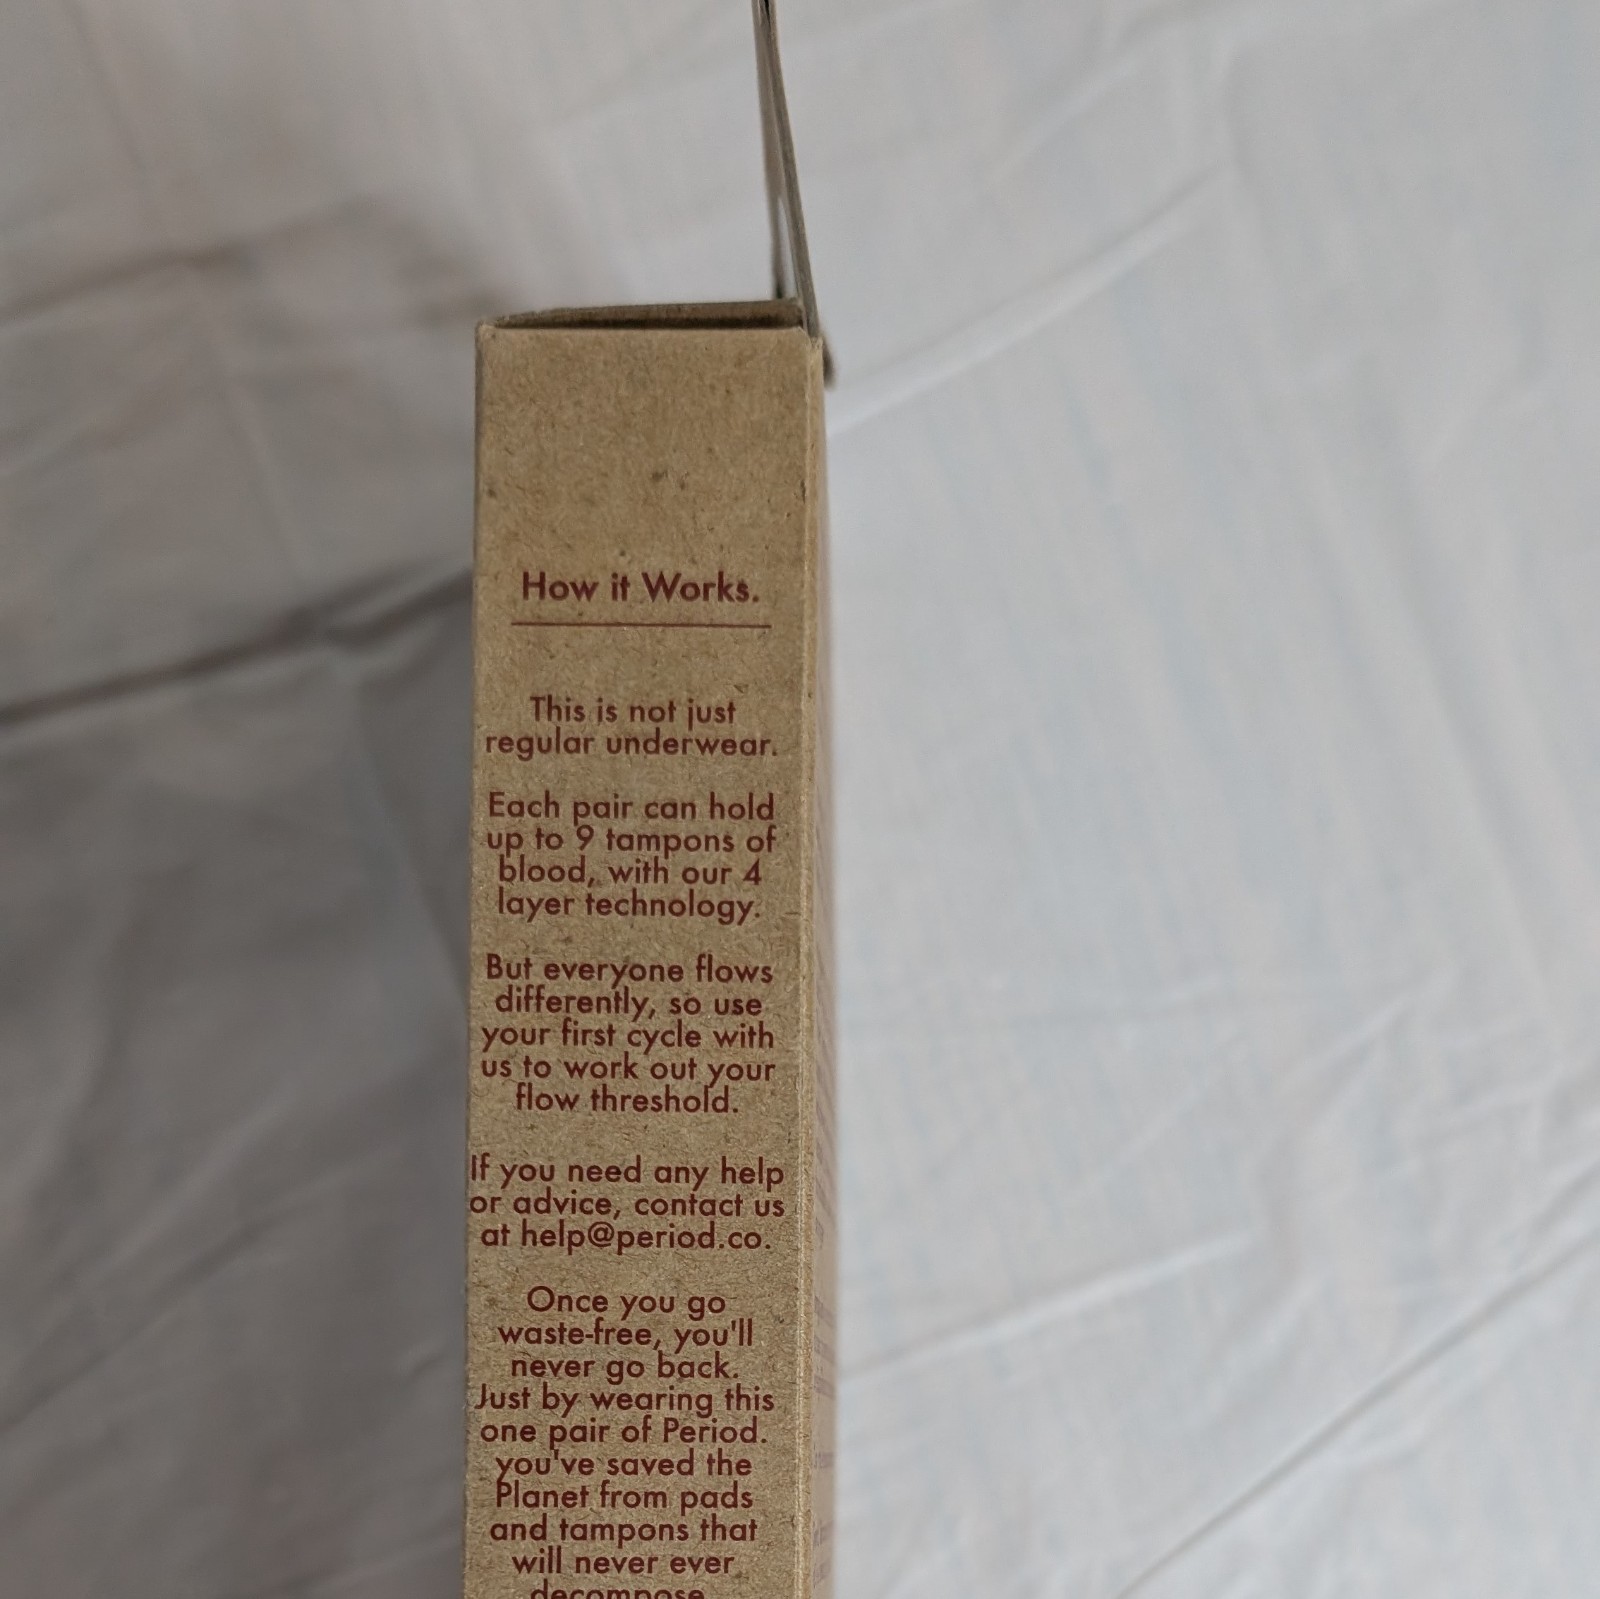 How it Works.
This is not just
regular underwear.
Each pair can hold
up to 9 tampons of
blood, with our 4
layer technology.
But everyone flows
differently, so use
your first cycle with
us to work out your
flow threshold.
If you need any help
or advice, contact us
at help@period.co.
Once you go
waste-free, you'll
never go back.
Just by wearing this
one pair of Period.
you've saved the
Planet from pads
and tampons that
will never ever
decompose